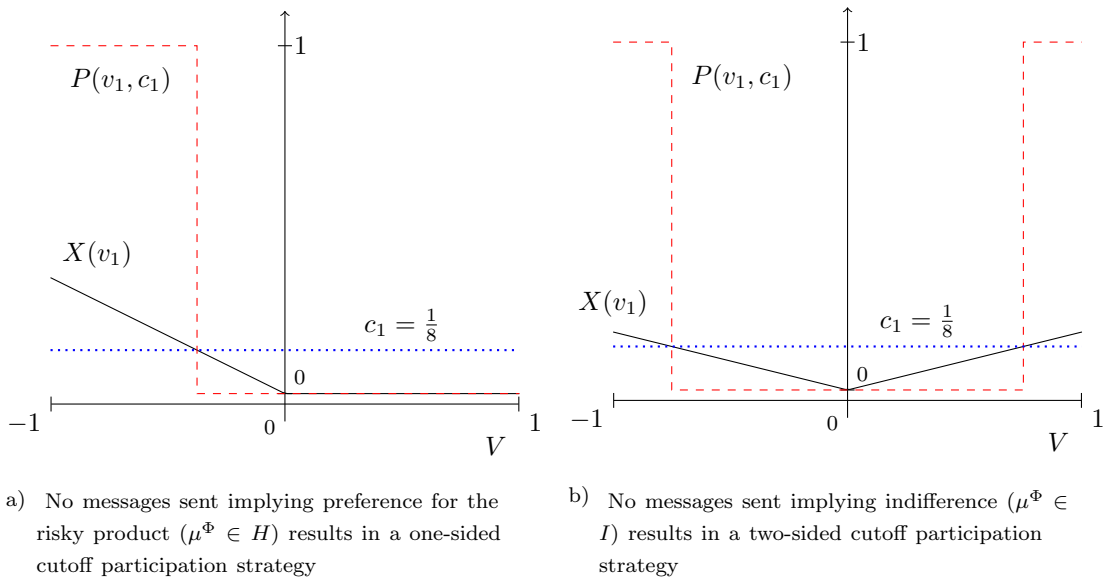 1
P(v₁, c₁)
X(v₁)
c₁ = 1/8
0
−1
0
1
V
1
P(v₁, c₁)
X(v₁)
c₁ = 1/8
0
−1
0
1
V
a) No messages sent implying preference for the
risky product (μ^Φ ∈ H) results in a one-sided
cutoff participation strategy
b) No messages sent implying indifference (μ^Φ ∈
I) results in a two-sided cutoff participation
strategy